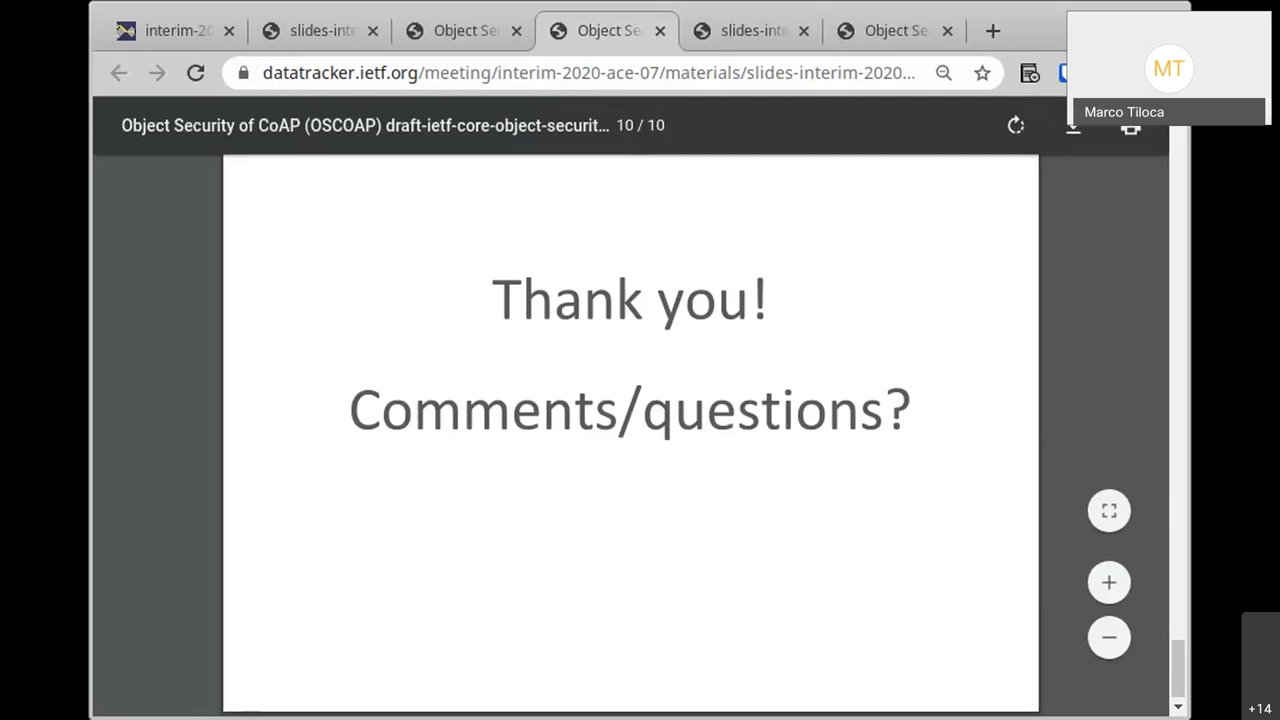 interim-20
slides-inte
Object Se
Object Se
slides-inte
Object Se
datatracker.ietf.org/meeting/interim-2020-ace-07/materials/slides-interim-2020...
MT
Marco Tiloca
Object Security of CoAP (OSCOAP) draft-ietf-core-object-securit... 10 / 10
Thank you!
Comments/questions?
+14